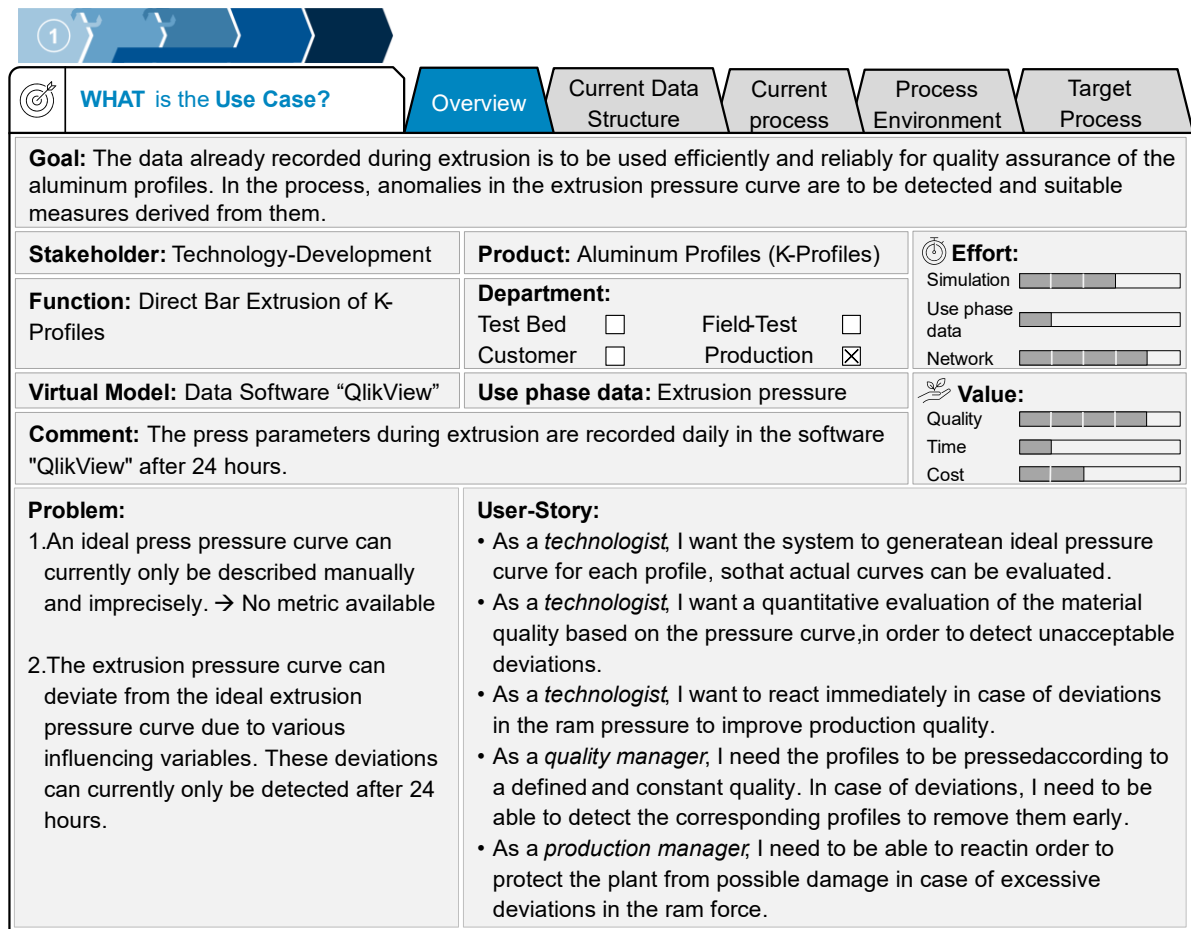 1
WHAT is the Use Case?
Overview
Current Data
Structure
Current
process
Process
Environment
Target
Process
Goal: The data already recorded during extrusion is to be used efficiently and reliably for quality assurance of the
aluminum profiles. In the process, anomalies in the extrusion pressure curve are to be detected and suitable
measures derived from them.
Stakeholder: Technology-Development
Product: Aluminum Profiles (K-Profiles)
Function: Direct Bar Extrusion of K-
Profiles
Department:
Test Bed
Field-Test
Customer
Production
Effort:
Simulation
Use phase
data
Network
Virtual Model: Data Software “QlikView”
Use phase data: Extrusion pressure
Comment: The press parameters during extrusion are recorded daily in the software
"QlikView" after 24 hours.
Value:
Quality
Time
Cost
Problem:
1.An ideal press pressure curve can
currently only be described manually
and imprecisely. → No metric available
2.The extrusion pressure curve can
deviate from the ideal extrusion
pressure curve due to various
influencing variables. These deviations
can currently only be detected after 24
hours.
User-Story:
• As a technologist, I want the system to generatean ideal pressure
curve for each profile, sothat actual curves can be evaluated.
• As a technologist, I want a quantitative evaluation of the material
quality based on the pressure curve,in order to detect unacceptable
deviations.
• As a technologist, I want to react immediately in case of deviations
in the ram pressure to improve production quality.
• As a quality manager, I need the profiles to be pressedaccording to
a defined and constant quality. In case of deviations, I need to be
able to detect the corresponding profiles to remove them early.
• As a production manager, I need to be able to reactin order to
protect the plant from possible damage in case of excessive
deviations in the ram force.